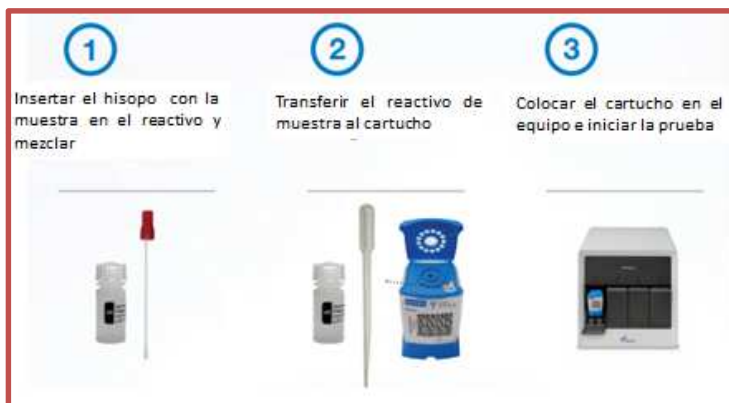 1
Insertar el hisopo con la
muestra en el reactivo y
mezclar
2
Transferir el reactivo de
muestra al cartucho
3
Colocar el cartucho en el
equipo e iniciar la prueba